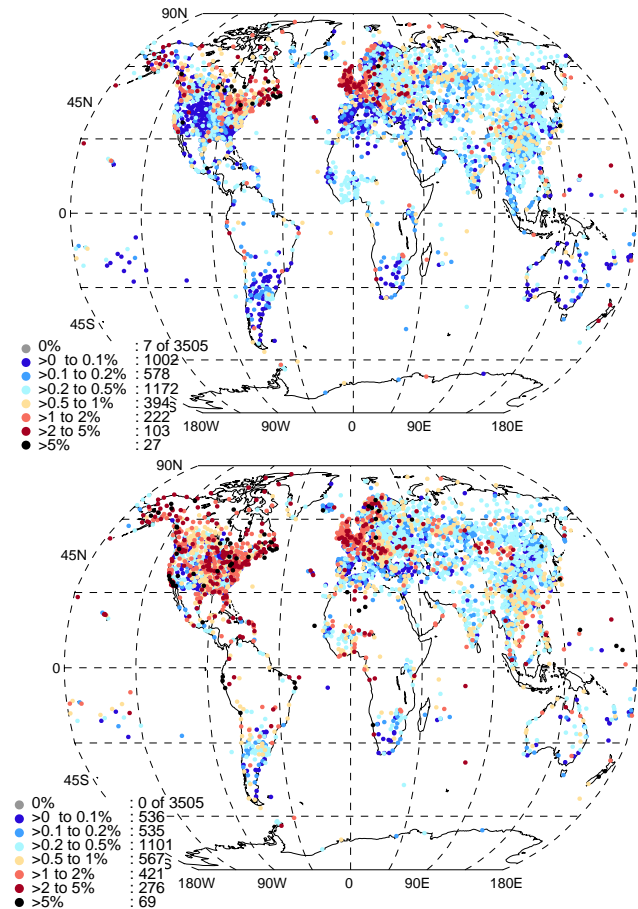 90N
45N
0
45S
0% : 7 of 3505
>0 to 0.1% : 1002
>0.1 to 0.2% : 578
>0.2 to 0.5% : 1172
>0.5 to 1% : 394
>1 to 2% : 222
>2 to 5% : 103
>5% : 27
S
180W 90W 0 90E 180E
90N
45N
0
45S
0% : 0 of 3505
>0 to 0.1% : 536
>0.1 to 0.2% : 535
>0.2 to 0.5% : 1101
>0.5 to 1% : 567
>1 to 2% : 421
>2 to 5% : 276
>5% : 69
S
180W 90W 0 90E 180E